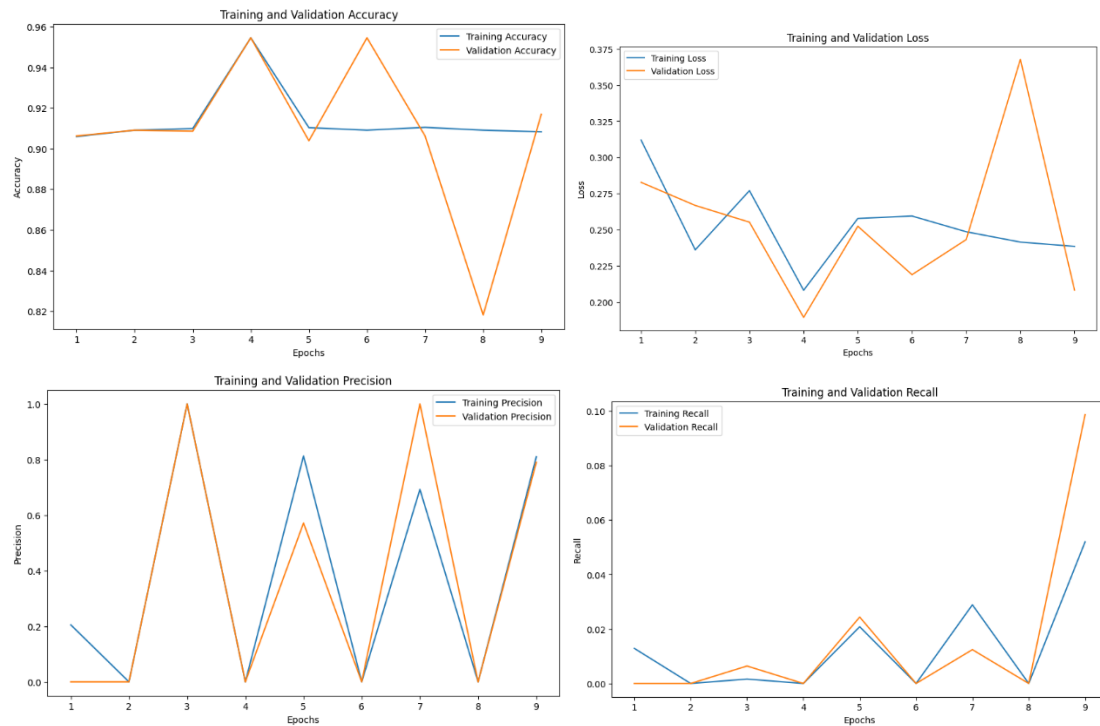 Training and Validation Accuracy
Training Accuracy
Validation Accuracy
0.96
0.94
0.92
0.90
0.88
0.86
0.84
0.82
Accuracy
1 2 3 4 5 6 7 8 9
Epochs
Training and Validation Loss
Training Loss
Validation Loss
0.375
0.350
0.325
0.300
0.275
0.250
0.225
0.200
Loss
1 2 3 4 5 6 7 8 9
Epochs
Training and Validation Precision
Training Precision
Validation Precision
1.0
0.8
0.6
0.4
0.2
0.0
Precision
1 2 3 4 5 6 7 8 9
Epochs
Training and Validation Recall
Training Recall
Validation Recall
0.10
0.08
0.06
0.04
0.02
0.00
Recall
1 2 3 4 5 6 7 8 9
Epochs